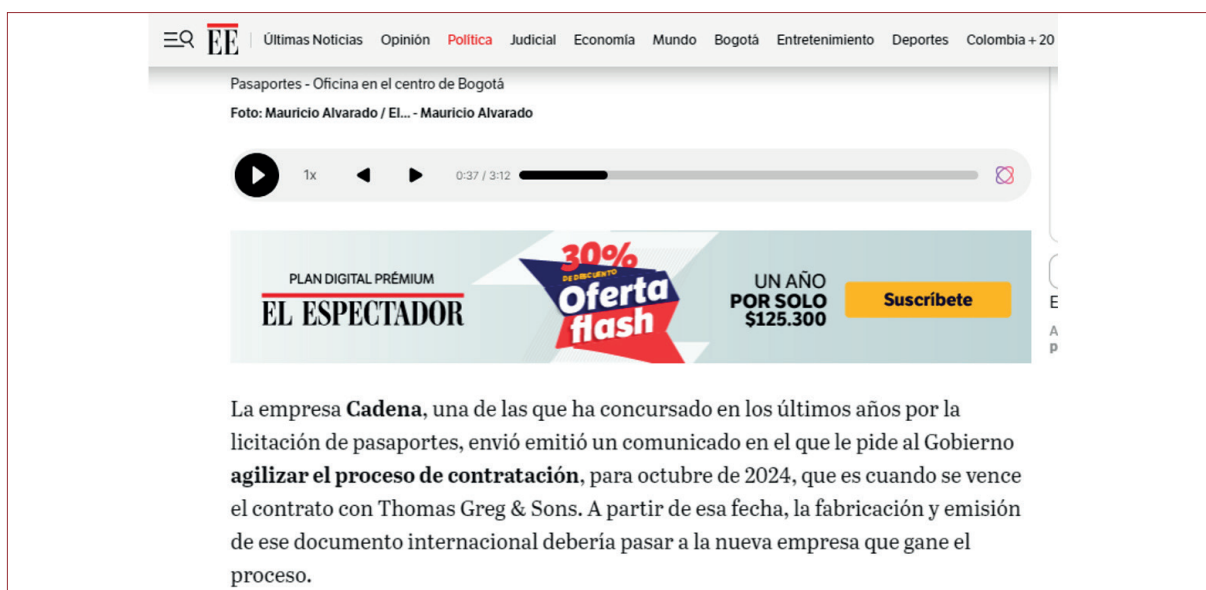 EE
Últimas Noticias Opinión Política Judicial Economía Mundo Bogotá Entretenimiento Deportes Colombia + 20
Pasaportes - Oficina en el centro de Bogotá
Foto: Mauricio Alvarado / El... - Mauricio Alvarado
1x 0:37 / 3:12
PLAN DIGITAL PRÉMIUM
EL ESPECTADOR
30%
DE DESCUENTO
Oferta
flash
UN AÑO
POR SOLO
$125.300
Suscríbete
E
A
p
La empresa Cadena, una de las que ha concursado en los últimos años por la
licitación de pasaportes, envió emitió un comunicado en el que le pide al Gobierno
agilizar el proceso de contratación, para octubre de 2024, que es cuando se vence
el contrato con Thomas Greg & Sons. A partir de esa fecha, la fabricación y emisión
de ese documento internacional debería pasar a la nueva empresa que gane el
proceso.